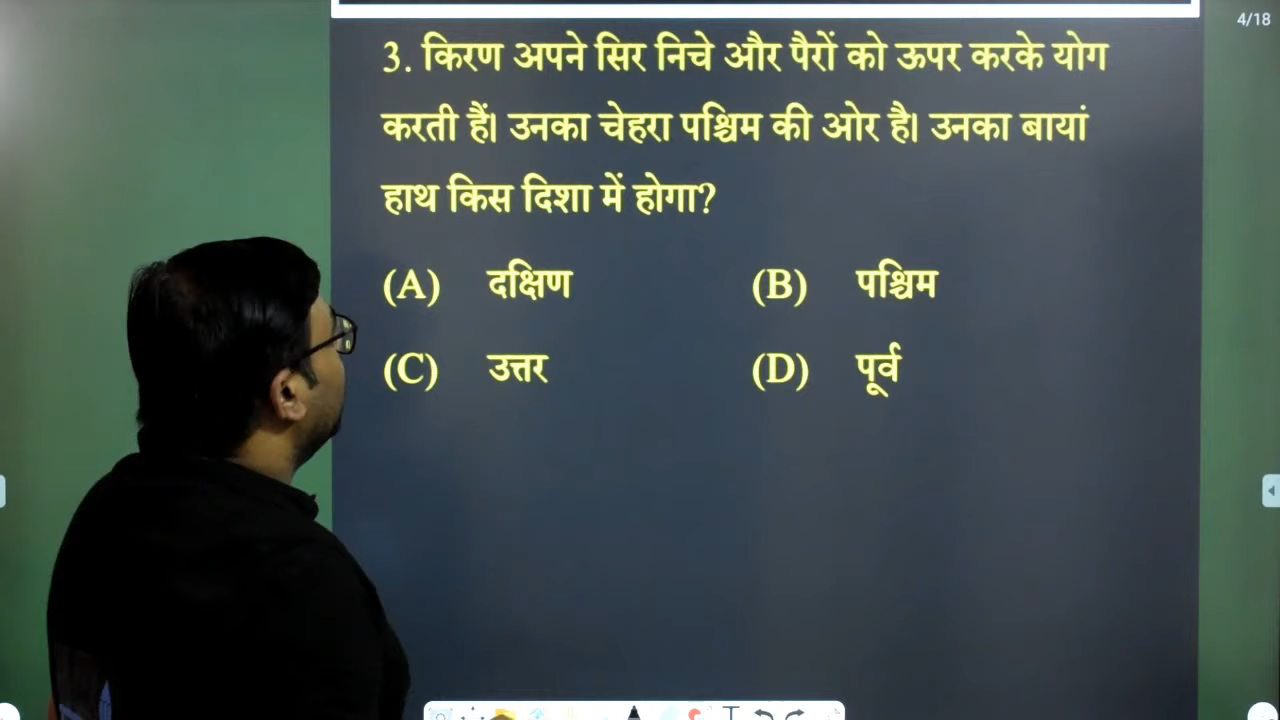 4/18
3. किरण अपने सिर निचे और पैरों को ऊपर करके योग
करती हैं। उनका चेहरा पश्चिम की ओर है। उनका बायां
हाथ किस दिशा में होगा?
(A) दक्षिण (B) पश्चिम
(C) उत्तर (D) पूर्व